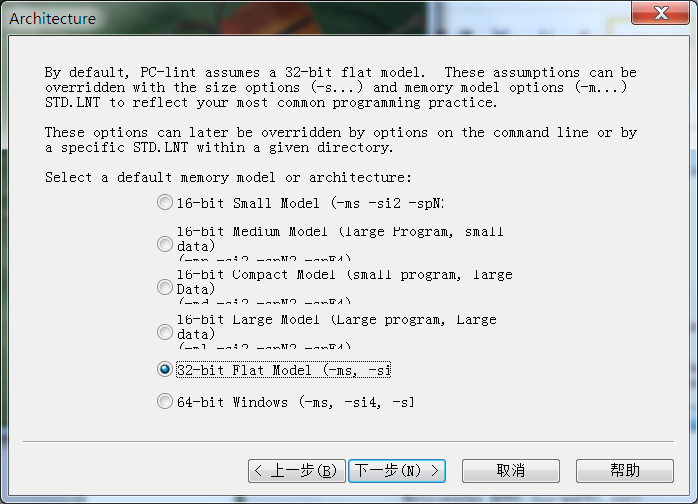 Architecture
By default, PC-lint assumes a 32-bit flat model.  These assumptions can be
overridden with the size options (-s...) and memory model options (-m...)
STD.LNT to reflect your most common programming practice.
These options can later be overridden by options on the command line or by
a specific STD.LNT within a given directory.
Select a default memory model or architecture:
16-bit Small Model (-ms -si2 -spN
16-bit Medium Model (large Program, small
data)
16-bit Compact Model (small program, large
Data)
16-bit Large Model (Large program, Large
data)
32-bit Flat Model (-ms, -si
64-bit Windows (-ms, -si4, -s
< 上一步(B)
下一步(N) >
取消
帮助